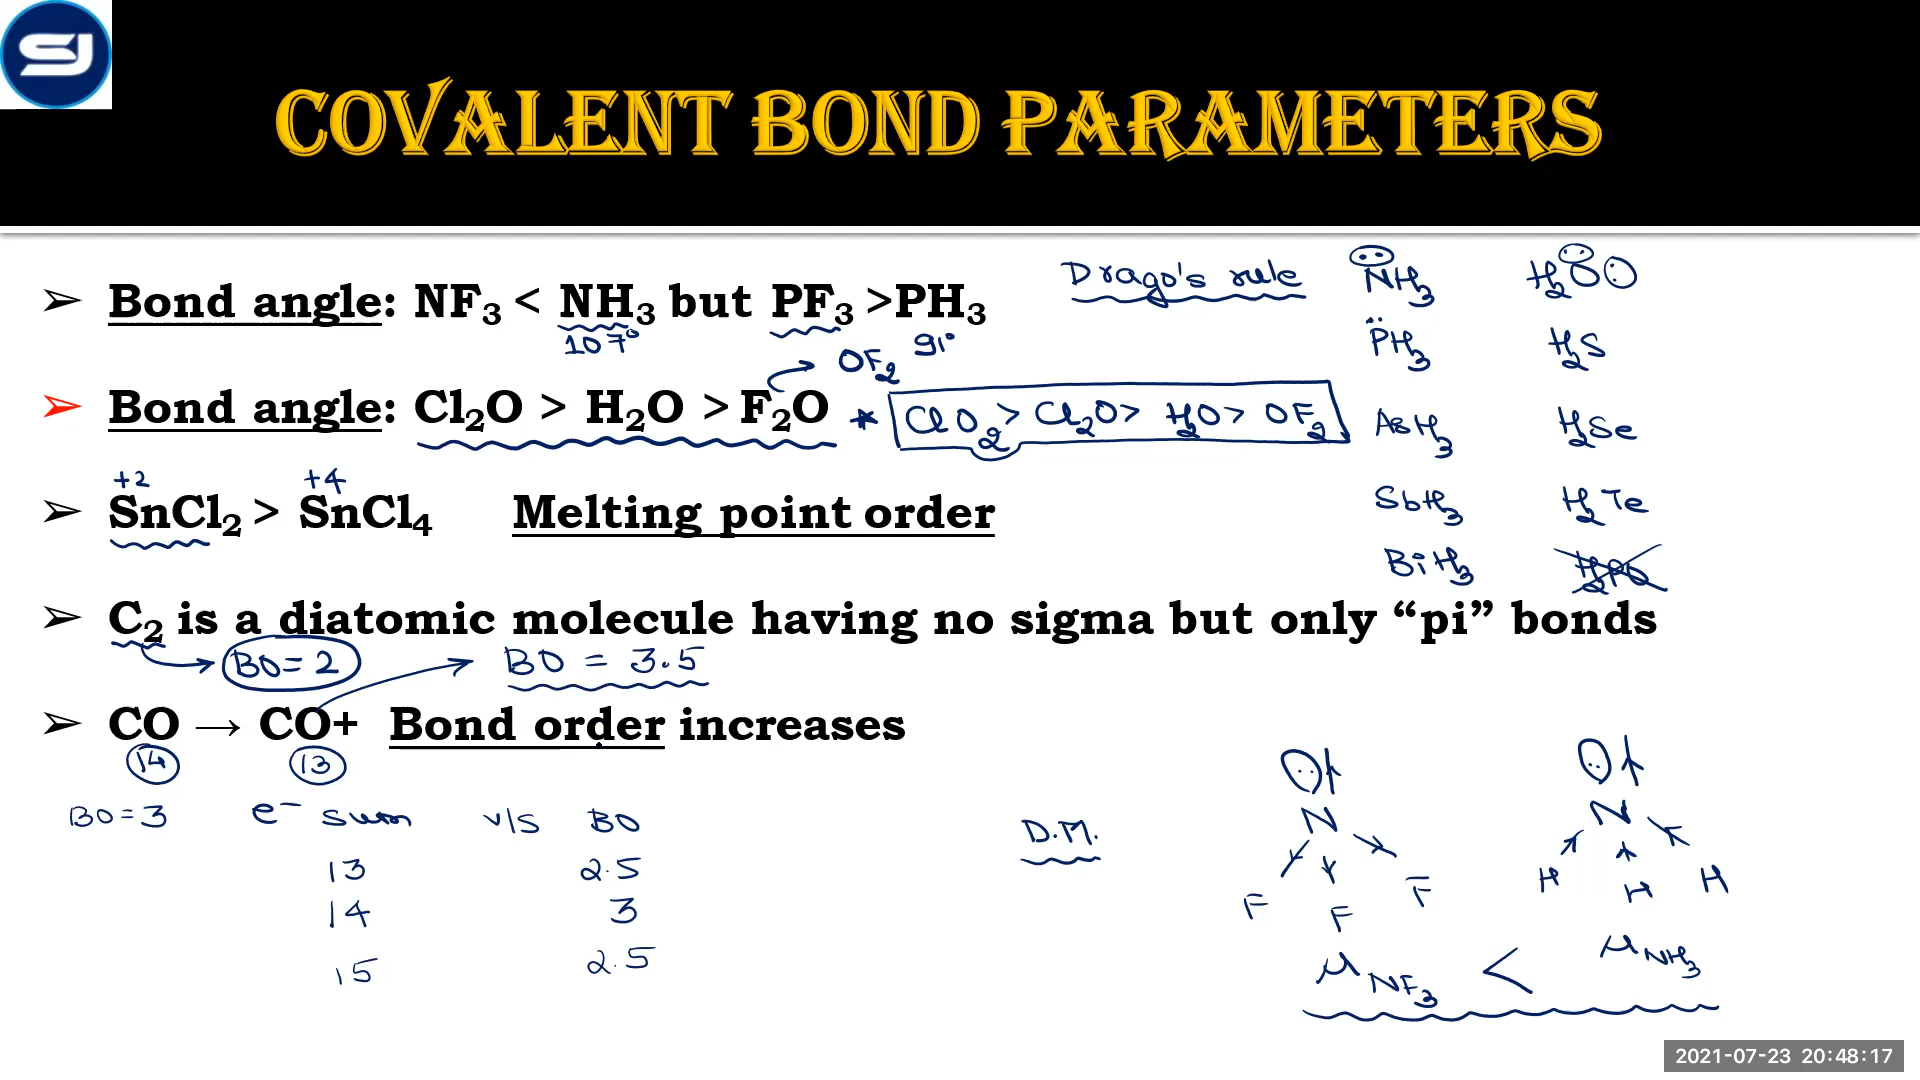 SJ
COVALENT BOND PARAMETERS
➢ Bond angle: NF₃ < NH₃ but PF₃ >PH₃
107° 91°
Drago's rule
NH₃ H₂O
PH₃ H₂S
AsH₃ H₂Se
SbH₃ H₂Te
BiH₃ H₂PO
OF₂
➢ Bond angle: Cl₂O > H₂O > F₂O * ClO₂ > Cl₂O > H₂O > OF₂
+2 +4
➢ SnCl₂ > SnCl₄ Melting point order
➢ C₂ is a diatomic molecule having no sigma but only “pi” bonds
BO=2 BO = 3.5
➢ CO → CO+ Bond order increases
14 13
BO=3 e⁻ sum v/s BO
13 2.5
14 3
15 2.5
D.M.
N N
F F F H H H
μ NF₃ < μ NH₃
2021-07-23 20:48:17